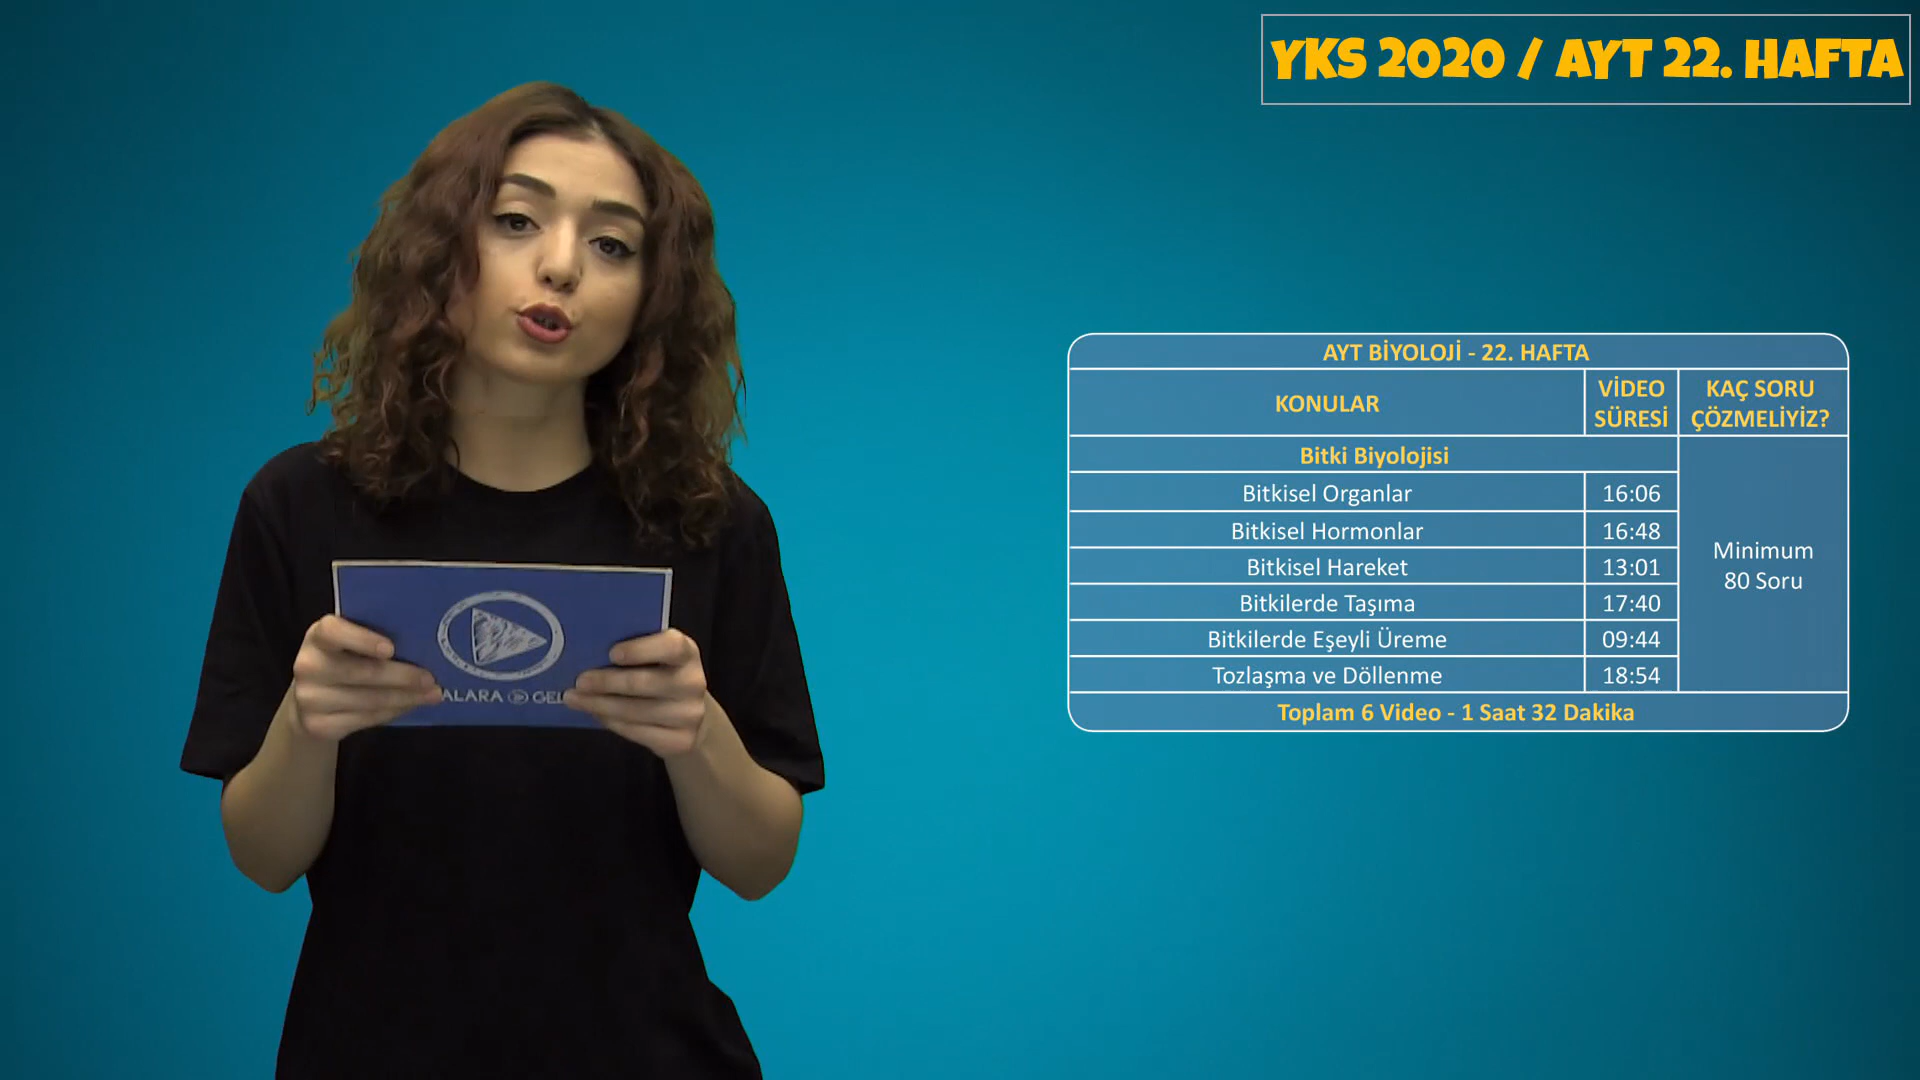 YKS 2020 / AYT 22. HAFTA
AYT BİYOLOJİ - 22. HAFTA
KONULAR
VİDEO
SÜRESİ
KAÇ SORU
ÇÖZMELİYİZ?
Bitki Biyolojisi
Bitkisel Organlar 16:06
Bitkisel Hormonlar 16:48
Bitkisel Hareket 13:01
Bitkilerde Taşıma 17:40
Bitkilerde Eşeyli Üreme 09:44
Tozlaşma ve Döllenme 18:54
Minimum
80 Soru
Toplam 6 Video - 1 Saat 32 Dakika